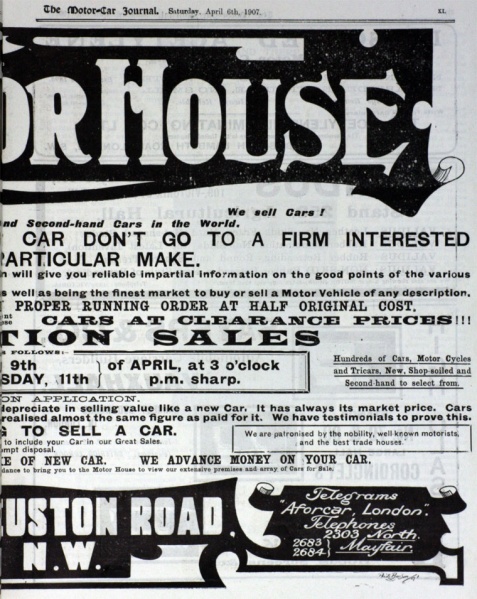 The Motor-Car Journal. Saturday, April 6th, 1907. xi.
OR HOUSE
We sell Cars!
and Second-hand Cars in the World.
CAR DON'T GO TO A FIRM INTERESTED
PARTICULAR MAKE.
will give you reliable impartial information on the good points of the various
s well as being the finest market to buy or sell a Motor Vehicle of any description.
PROPER RUNNING ORDER AT HALF ORIGINAL COST.
CARS AT CLEARANCE PRICES!!!
TION SALES
S FOLLOWS:-
9th
SDAY, 11th
} of APRIL, at 3 o'clock
p.m. sharp.
Hundreds of Cars, Motor Cycles
and Tricars, New, Shop-soiled and
Second-hand to select from.
ON APPLICATION.
depreciate in selling value like a new Car. It has always its market price. Cars
realised almost the same figure as paid for it. We have testimonials to prove this.
G TO SELL A CAR.
to include your Car in our Great Sales.
mpt disposal.
We are patronised by the nobility, well-known motorists,
and the best trade houses.
E OF NEW CAR. WE ADVANCE MONEY ON YOUR CAR.
dance to bring you to the Motor House to view our extensive premises and array of Cars for Sale.
EUSTON ROAD,
N.W.
Telegrams
"Aforcar, London".
Telephones
2303 North.
2683 }
2684 } Mayfair.